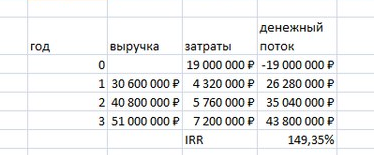 год выручка затраты денежный поток
0 19 000 000 ₽ -19 000 000 ₽
1 30 600 000 ₽ 4 320 000 ₽ 26 280 000 ₽
2 40 800 000 ₽ 5 760 000 ₽ 35 040 000 ₽
3 51 000 000 ₽ 7 200 000 ₽ 43 800 000 ₽
IRR 149,35%